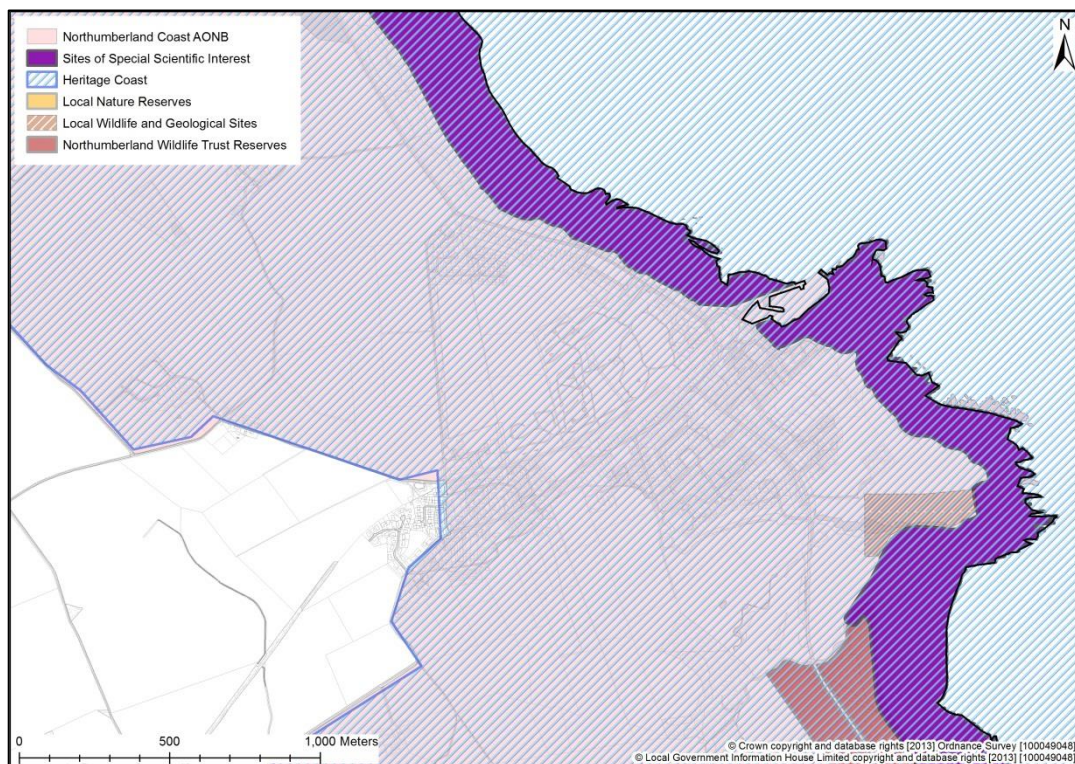 Northumberland Coast AONB
Sites of Special Scientific Interest
Heritage Coast
Local Nature Reserves
Local Wildlife and Geological Sites
Northumberland Wildlife Trust Reserves
N
0 500 1,000 Meters
© Crown copyright and database rights [2013] Ordnance Survey [100049048]
© Local Government Information House Limited copyright and database rights [2013] [100049048]